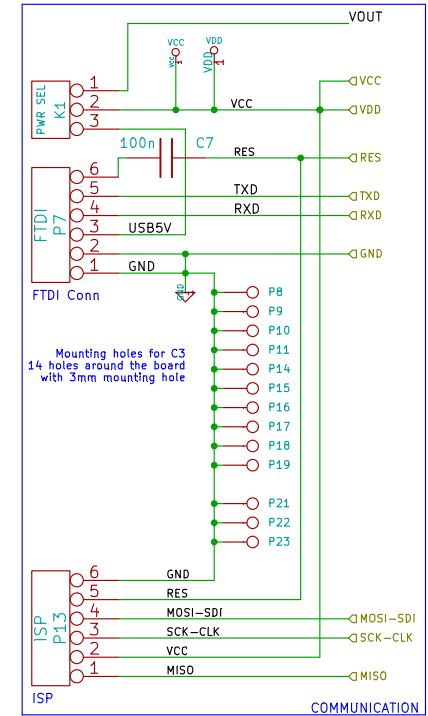 VOUT
VCC
VCC
1
VDD
VDD
1
PWR SEL
K1
1
2
3
VCC
VCC
VDD
100n
C7
RES
RES
FTDI
P7
6
5
4
3
2
1
TXD
TXD
RXD
RXD
USB5V
GND
GND
GND
FTDI Conn
P8
P9
P10
P11
P14
P15
P16
P17
P18
P19
P21
P22
P23
Mounting holes for C3
14 holes around the board
with 3mm mounting hole
ISP
P13
6
5
4
3
2
1
GND
RES
MOSI-SDI
MOSI-SDI
SCK-CLK
SCK-CLK
VCC
MISO
MISO
ISP
COMMUNICATION